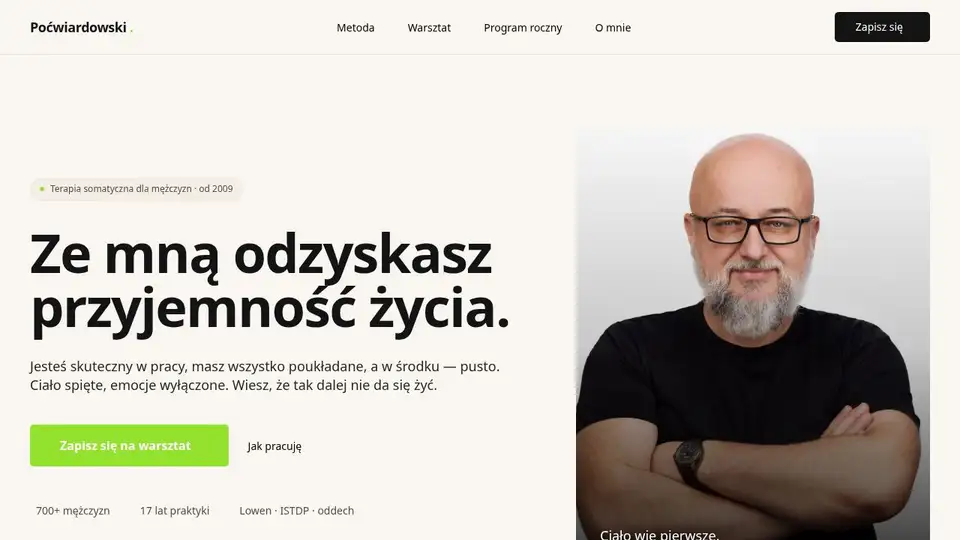 Poćwiardowski .
Metoda
Warsztat
Program roczny
O mnie
Zapisz się
Terapia somatyczna dla mężczyzn · od 2009
Ze mną odzyskasz
przyjemność życia.
Jesteś skuteczny w pracy, masz wszystko poukładane, a w środku — pusto.
Ciało spięte, emocje wyłączone. Wiesz, że tak dalej nie da się żyć.
Zapisz się na warsztat
Jak pracuję
700+ mężczyzn
17 lat praktyki
Lowen · ISTDP · oddech
Ciało wie pierwsze.